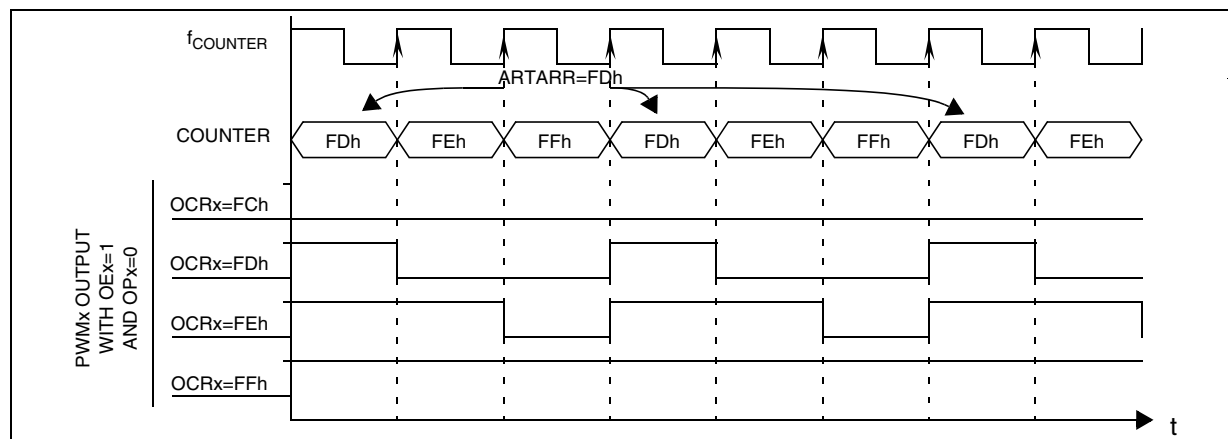 fCOUNTER
ARTARR=FDh
COUNTER
FDh FEh FFh FDh FEh FFh FDh FEh
PWMx OUTPUT
WITH OEx=1
AND OPx=0
OCRx=FCh
OCRx=FDh
OCRx=FEh
OCRx=FFh
t